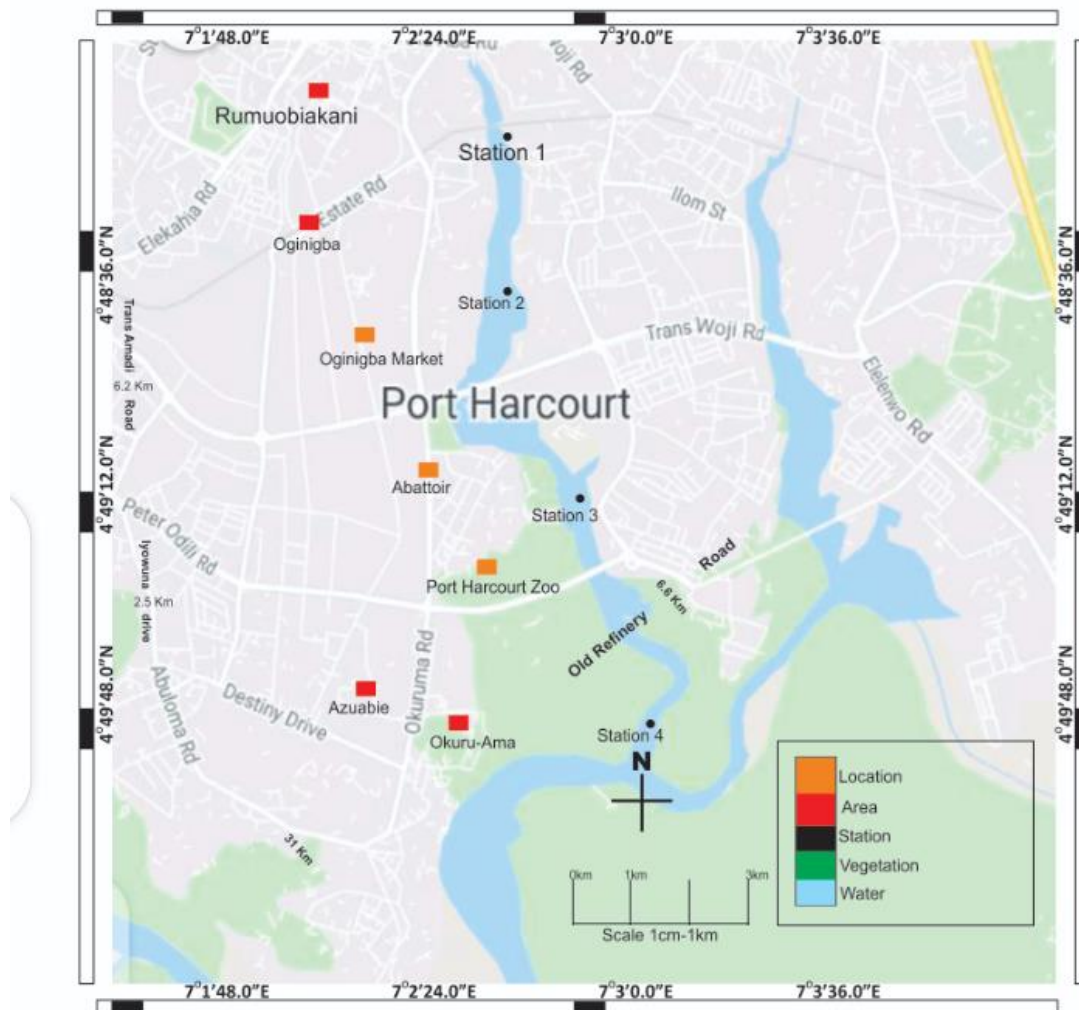 7°1'48.0"E
7°2'24.0"E
7°3'0.0"E
7°3'36.0"E
Woji Rd
Rumuobiakani
Station 1
Elekahia Rd
Estate Rd
Ilom St
Oginigba
4°48'36.0"N
4°48'36.0"N
Station 2
Trans Amadi Road
6.2 Km
Oginigba Market
Trans Woji Rd
Port Harcourt
Elelenwo Rd
4°49'12.0"N
4°49'12.0"N
Abattoir
Station 3
Peter Odili Rd
Iyowuna drive
2.5 Km
Port Harcourt Zoo
Road
6.6 Km
Old Refinery
Okuruma Rd
4°49'48.0"N
4°49'48.0"N
Abuloma Rd
Destiny Drive
Azuabie
Okuru-Ama
Station 4
N
31 Km
Location
Area
Station
Vegetation
Water
0km
1km
3km
Scale 1cm-1km
7°1'48.0"E
7°2'24.0"E
7°3'0.0"E
7°3'36.0"E